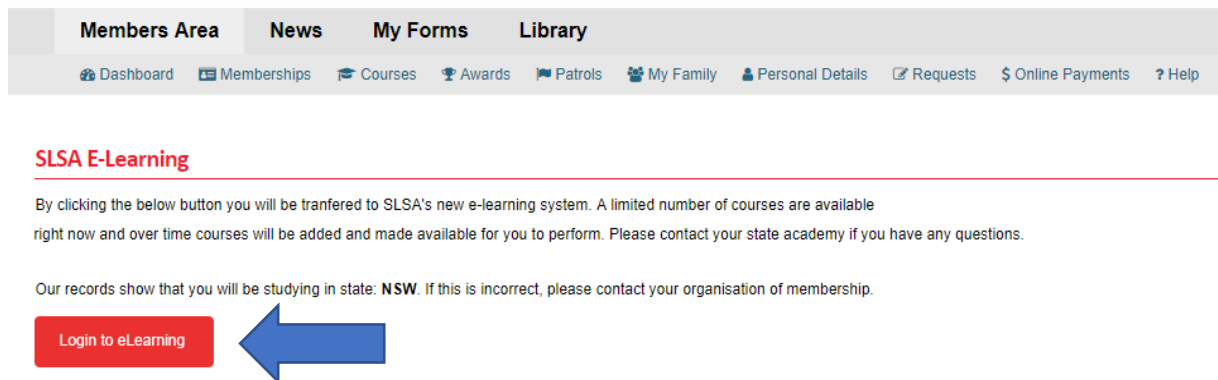 Members Area News My Forms Library
Dashboard Memberships Courses Awards Patrols My Family Personal Details Requests $ Online Payments ? Help
SLSA E-Learning
By clicking the below button you will be tranfered to SLSA's new e-learning system. A limited number of courses are available
right now and over time courses will be added and made available for you to perform. Please contact your state academy if you have any questions.
Our records show that you will be studying in state: NSW. If this is incorrect, please contact your organisation of membership.
Login to eLearning